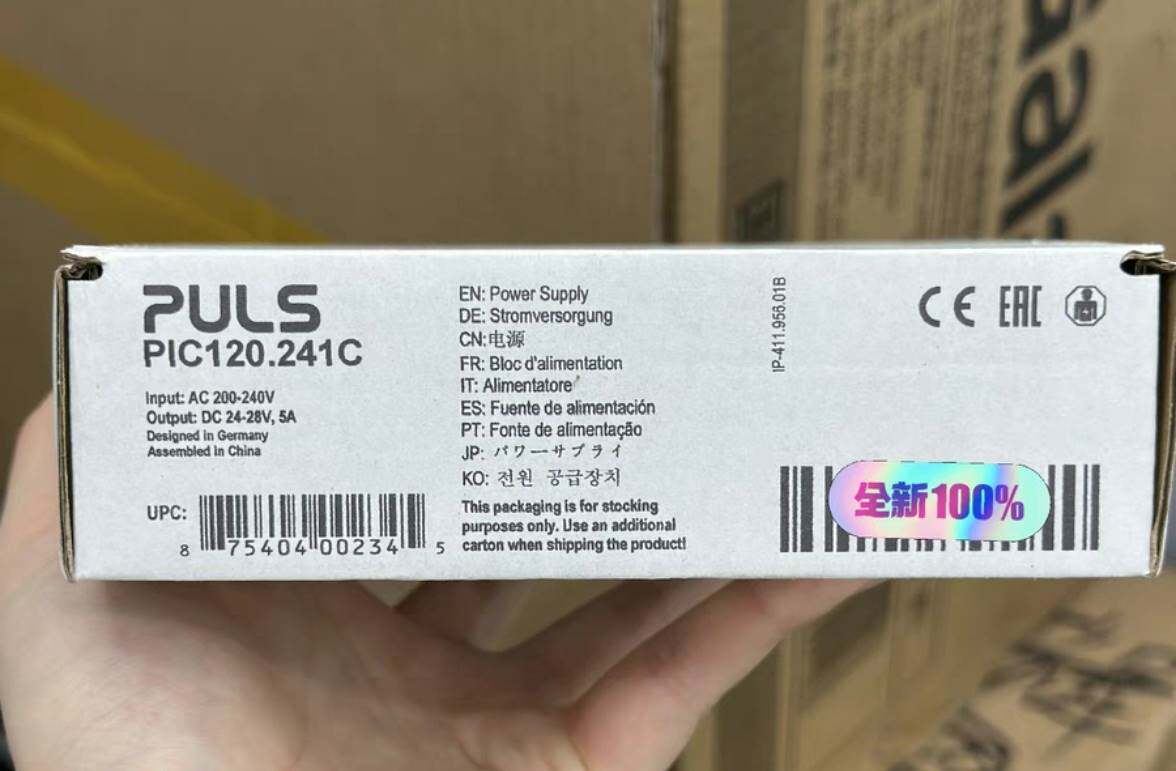 PULS
PIC120.241C
Input: AC 200-240V
Output: DC 24-28V, 5A
Designed in Germany
Assembled in China
UPC:
8 75404 00234 5
EN: Power Supply
DE: Stromversorgung
CN:电源
FR: Bloc d'alimentation
IT: Alimentatore
ES: Fuente de alimentación
PT: Fonte de alimentação
JP: パワーサプライ
KO: 전원 공급장치
This packaging is for stocking
purposes only. Use an additional
carton when shipping the product!
IP-411.956.01B
CE EAC
全新100%